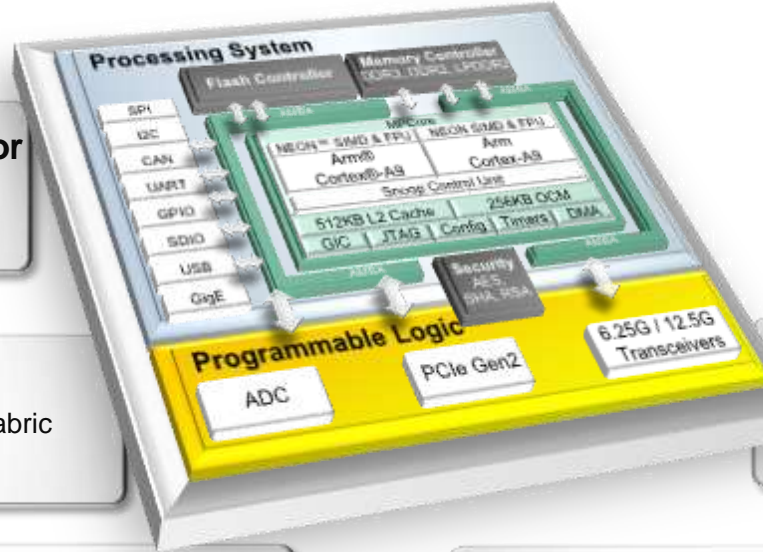 Processing System
Flash Controller
Memory Controller
DDR3, DDR2, LPDDR2
or
SPI
I2C
CAN
UART
GPIO
SDIO
USB
GigE
AMBA
AMBA
MPCore
NEON™ SIMD & FPU
NEON SIMD & FPU
Arm®
Cortex®-A9
Arm
Cortex-A9
Snoop Control Unit
512KB L2 Cache
256KB OCM
GIC
JTAG
Config
Timers
DMA
AMBA
AMBA
Security
AES,
SHA, RSA
Programmable Logic
ADC
PCIe Gen2
6.25G / 12.5G
Transceivers
abric